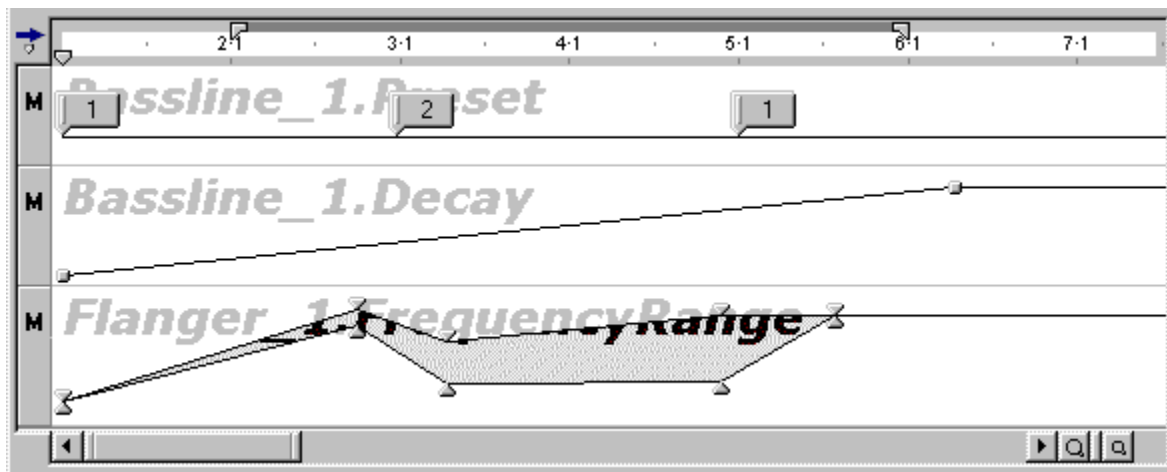 2·1 3·1 4·1 5·1 6·1 7·1
M Bassline_1.Preset
1 2 1
M Bassline_1.Decay
M Flanger_1.FrequencyRange